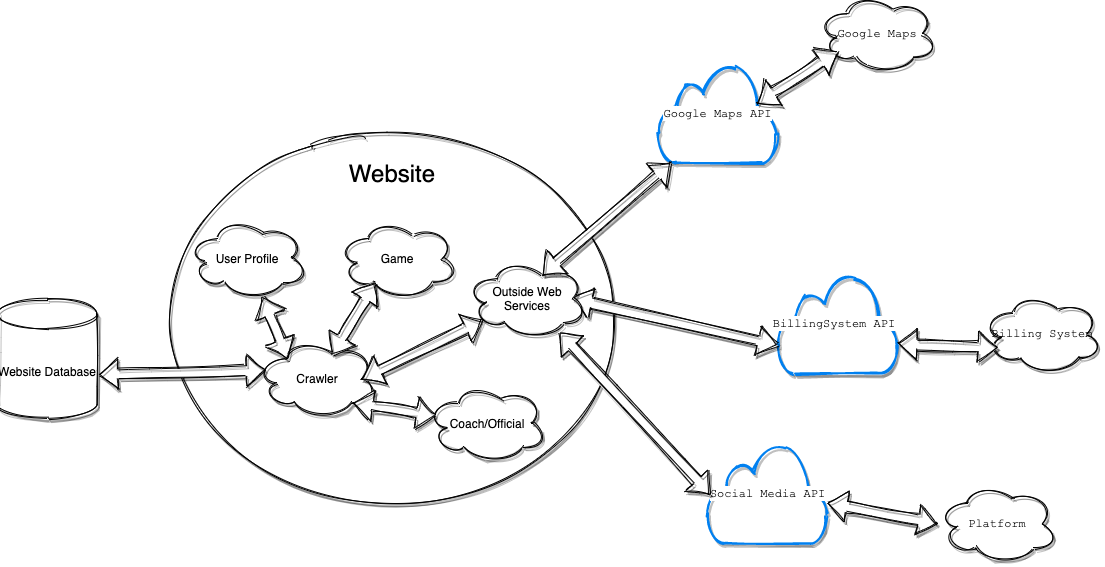 Google Maps
Google Maps API
Website
User Profile
Game
Outside Web
Services
BillingSystem API
Billing System
Website Database
Crawler
Coach/Official
Social Media API
Platform